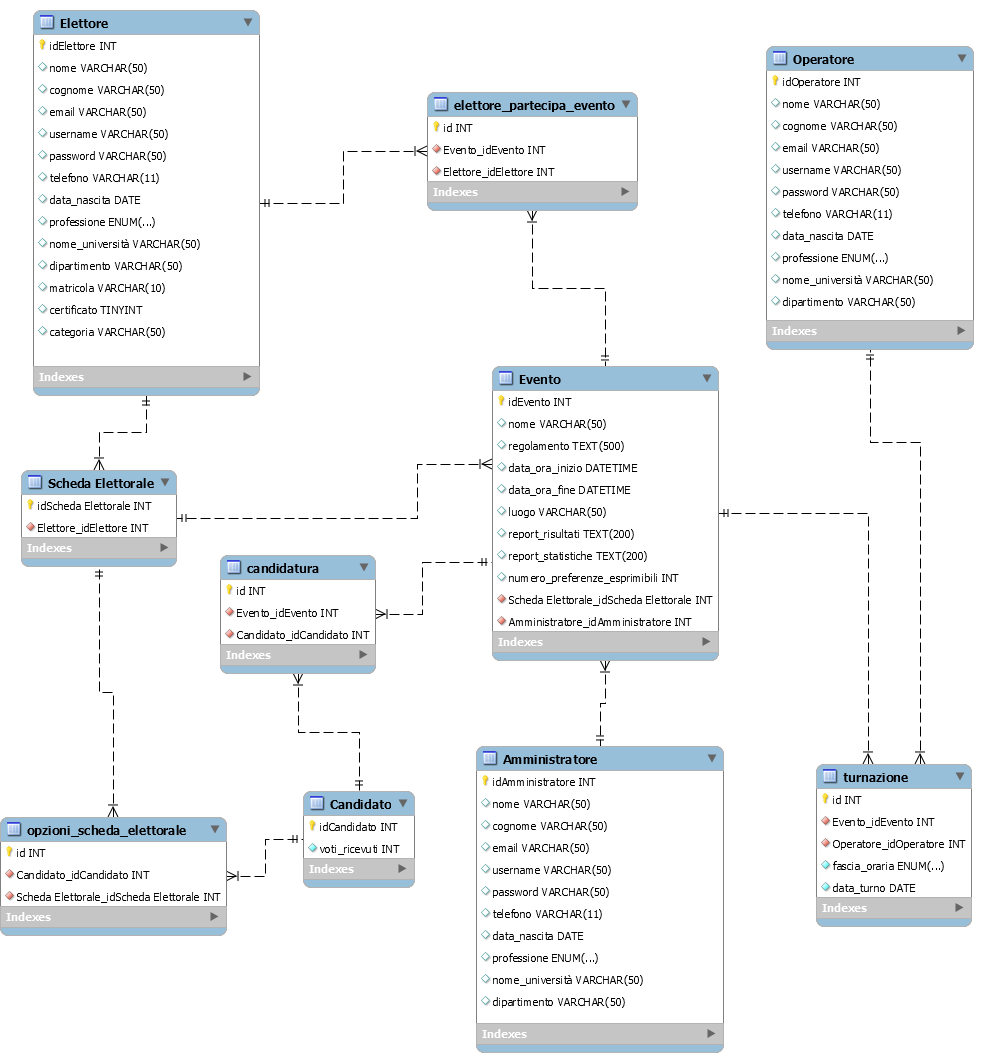 Elettore
idElettore INT
nome VARCHAR(50)
cognome VARCHAR(50)
email VARCHAR(50)
username VARCHAR(50)
password VARCHAR(50)
telefono VARCHAR(11)
data_nascita DATE
professione ENUM(...)
nome_università VARCHAR(50)
dipartimento VARCHAR(50)
matricola VARCHAR(10)
certificato TINYINT
categoria VARCHAR(50)
Indexes
elettore_partecipa_evento
id INT
Evento_idEvento INT
Elettore_idElettore INT
Indexes
Operatore
idOperatore INT
nome VARCHAR(50)
cognome VARCHAR(50)
email VARCHAR(50)
username VARCHAR(50)
password VARCHAR(50)
telefono VARCHAR(11)
data_nascita DATE
professione ENUM(...)
nome_università VARCHAR(50)
dipartimento VARCHAR(50)
Indexes
Evento
idEvento INT
nome VARCHAR(50)
regolamento TEXT(500)
data_ora_inizio DATETIME
data_ora_fine DATETIME
luogo VARCHAR(50)
report_risultati TEXT(200)
report_statistiche TEXT(200)
numero_preferenze_esprimibili INT
Scheda Elettorale_idScheda Elettorale INT
Amministratore_idAmministratore INT
Indexes
Scheda Elettorale
idScheda Elettorale INT
Elettore_idElettore INT
Indexes
candidatura
id INT
Evento_idEvento INT
Candidato_idCandidato INT
Indexes
Amministratore
idAmministratore INT
nome VARCHAR(50)
cognome VARCHAR(50)
email VARCHAR(50)
username VARCHAR(50)
password VARCHAR(50)
telefono VARCHAR(11)
data_nascita DATE
professione ENUM(...)
nome_università VARCHAR(50)
dipartimento VARCHAR(50)
Indexes
turnazione
id INT
Evento_idEvento INT
Operatore_idOperatore INT
fascia_oraria ENUM(...)
data_turno DATE
Indexes
Candidato
idCandidato INT
voti_ricevuti INT
Indexes
opzioni_scheda_elettorale
id INT
Candidato_idCandidato INT
Scheda Elettorale_idScheda Elettorale INT
Indexes